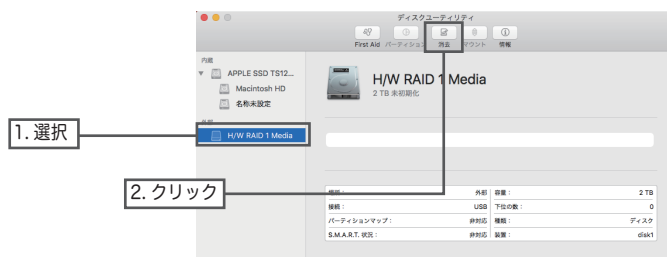 ディスクユーティリティ
First Aid パーティション 消去 マウント 情報
内蔵
APPLE SSD TS12...
Macintosh HD
名称未設定
H/W RAID 1 Media
H/W RAID 1 Media
2 TB 未初期化
1. 選択
2. クリック
外部 容量： 2 TB
接続： USB 下位の数： 0
パーティションマップ： 非対応 種類： ディスク
S.M.A.R.T. 状況： 非対応 装置： disk1